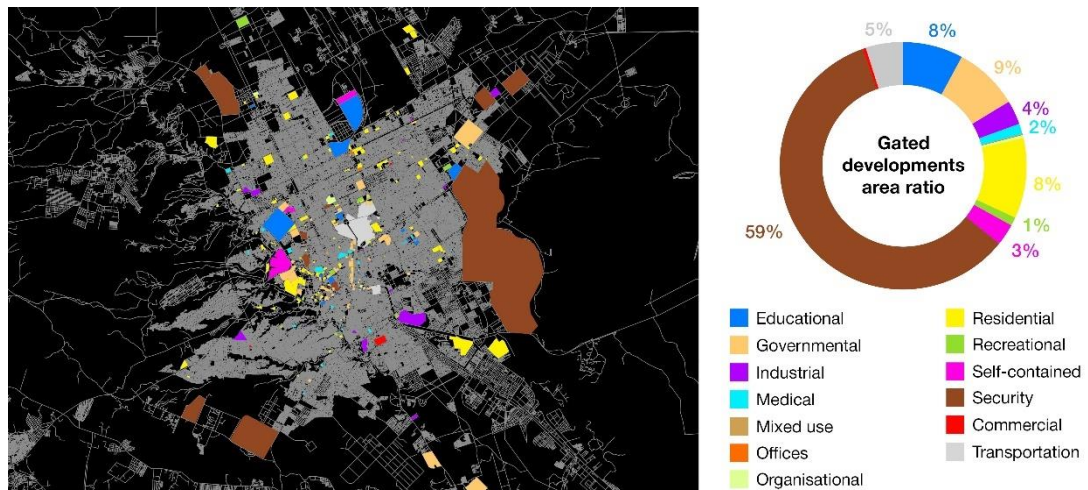 5%
8%
9%
4%
2%
8%
1%
3%
59%
Gated
developments
area ratio
Educational
Governmental
Industrial
Medical
Mixed use
Offices
Organisational
Residential
Recreational
Self-contained
Security
Commercial
Transportation